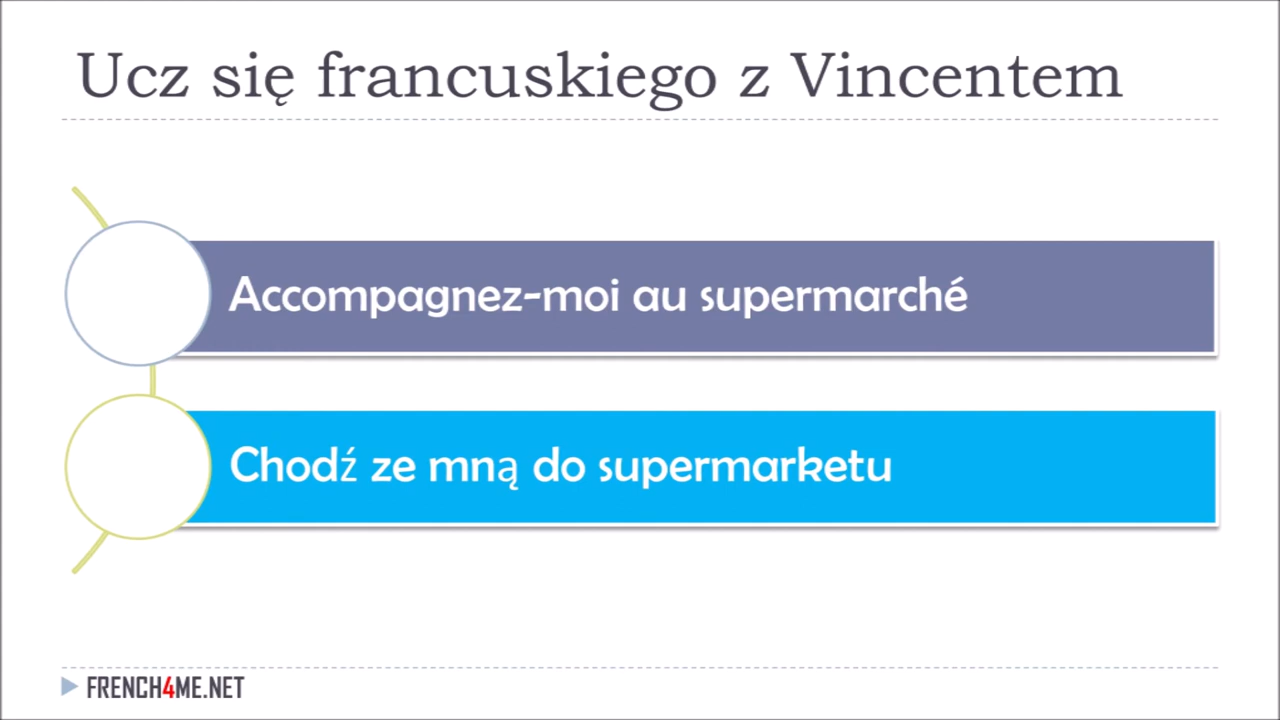 Ucz się francuskiego z Vincentem
Accompagnez-moi au supermarché
Chodź ze mną do supermarketu
FRENCH4ME.NET